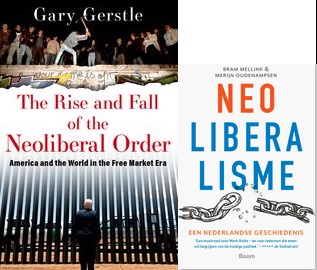 Gary Gerstle
The Rise and Fall
of the
Neoliberal Order
America and the World in the Free Market Era
BRAM MELLINK &
MERIJN OUDENAMPSEN
NEO
LIBERA
LISME
EEN NEDERLANDSE GESCHIEDENIS
Boom